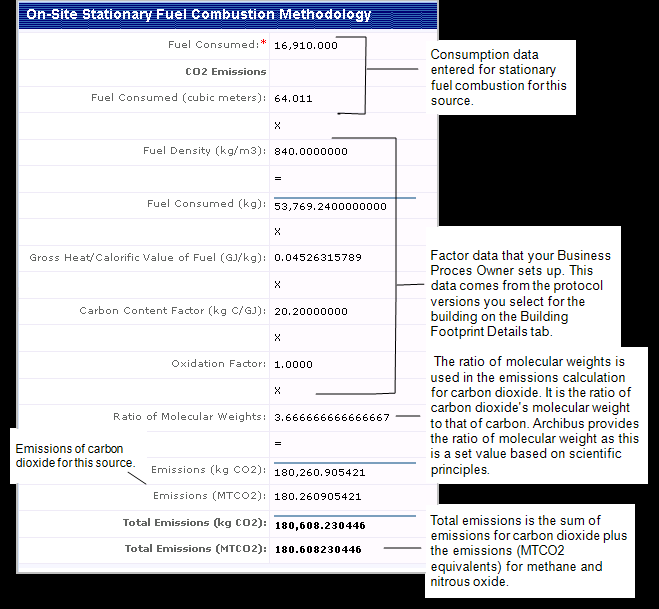 On-Site Stationary Fuel Combustion Methodology
Fuel Consumed:* 16,910.000
CO2 Emissions
Fuel Consumed (cubic meters): 64.011
X
Fuel Density (kg/m3): 840.0000000
=
Fuel Consumed (kg): 53,769.2400000000
X
Gross Heat/Calorific Value of Fuel (GJ/kg): 0.04526315789
X
Carbon Content Factor (kg C/GJ): 20.20000000
X
Oxidation Factor: 1.0000
X
Ratio of Molecular Weights: 3.666666666666667
=
Emissions (kg CO2): 180,260.905421
Emissions (MTCO2): 180.260905421
Total Emissions (kg CO2): 180,608.230446
Total Emissions (MTCO2): 180.608230446
Consumption data
entered for stationary
fuel combustion for this
source.
Factor data that your Business
Proces Owner sets up. This
data comes from the protocol
versions you select for the
building on the Building
Footprint Details tab.
The ratio of molecular weights is
used in the emissions calculation
for carbon dioxide. It is the ratio of
carbon dioxide's molecular weight
to that of carbon. Archibus provides
the ratio of molecular weight as this
is a set value based on scientific
principles.
Emissions of carbon
dioxide for this source.
Total emissions is the sum of
emissions for carbon dioxide plus
the emissions (MTCO2
equivalents) for methane and
nitrous oxide.